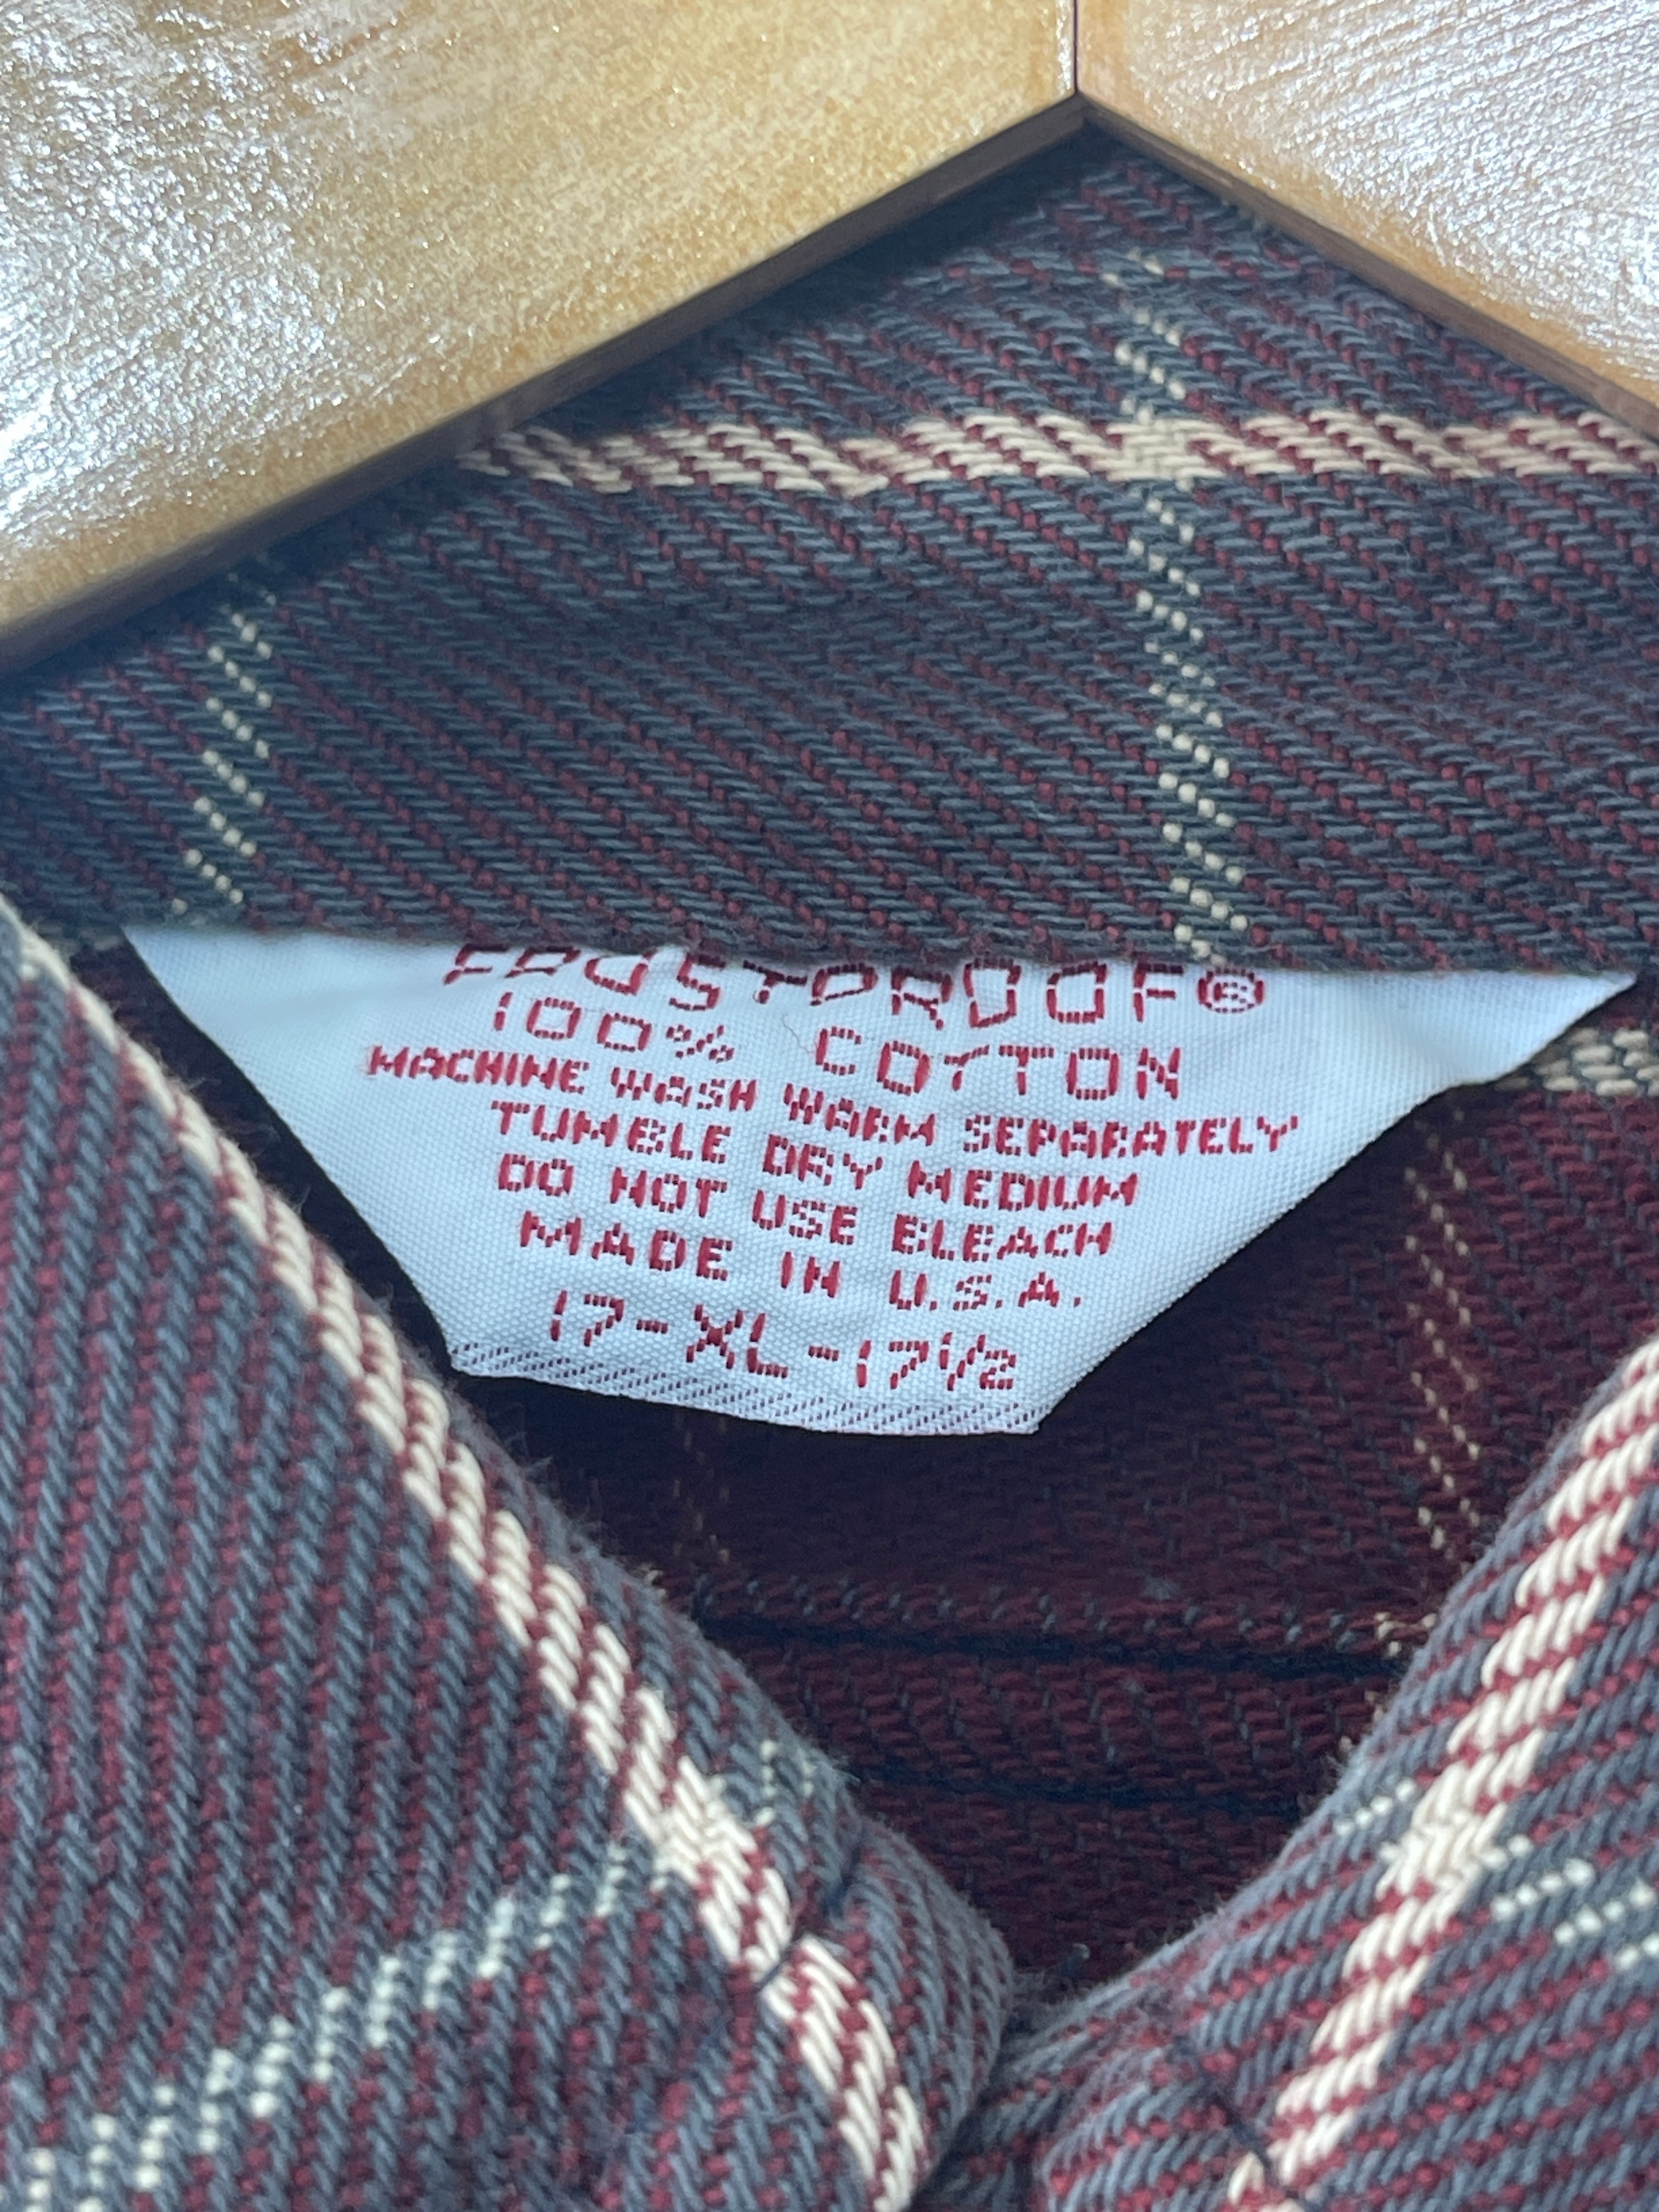 FROSTPROOF®
100% COTTON
MACHINE WASH WARM SEPARATELY
TUMBLE DRY MEDIUM
DO NOT USE BLEACH
MADE IN U.S.A.
17-XL-17½